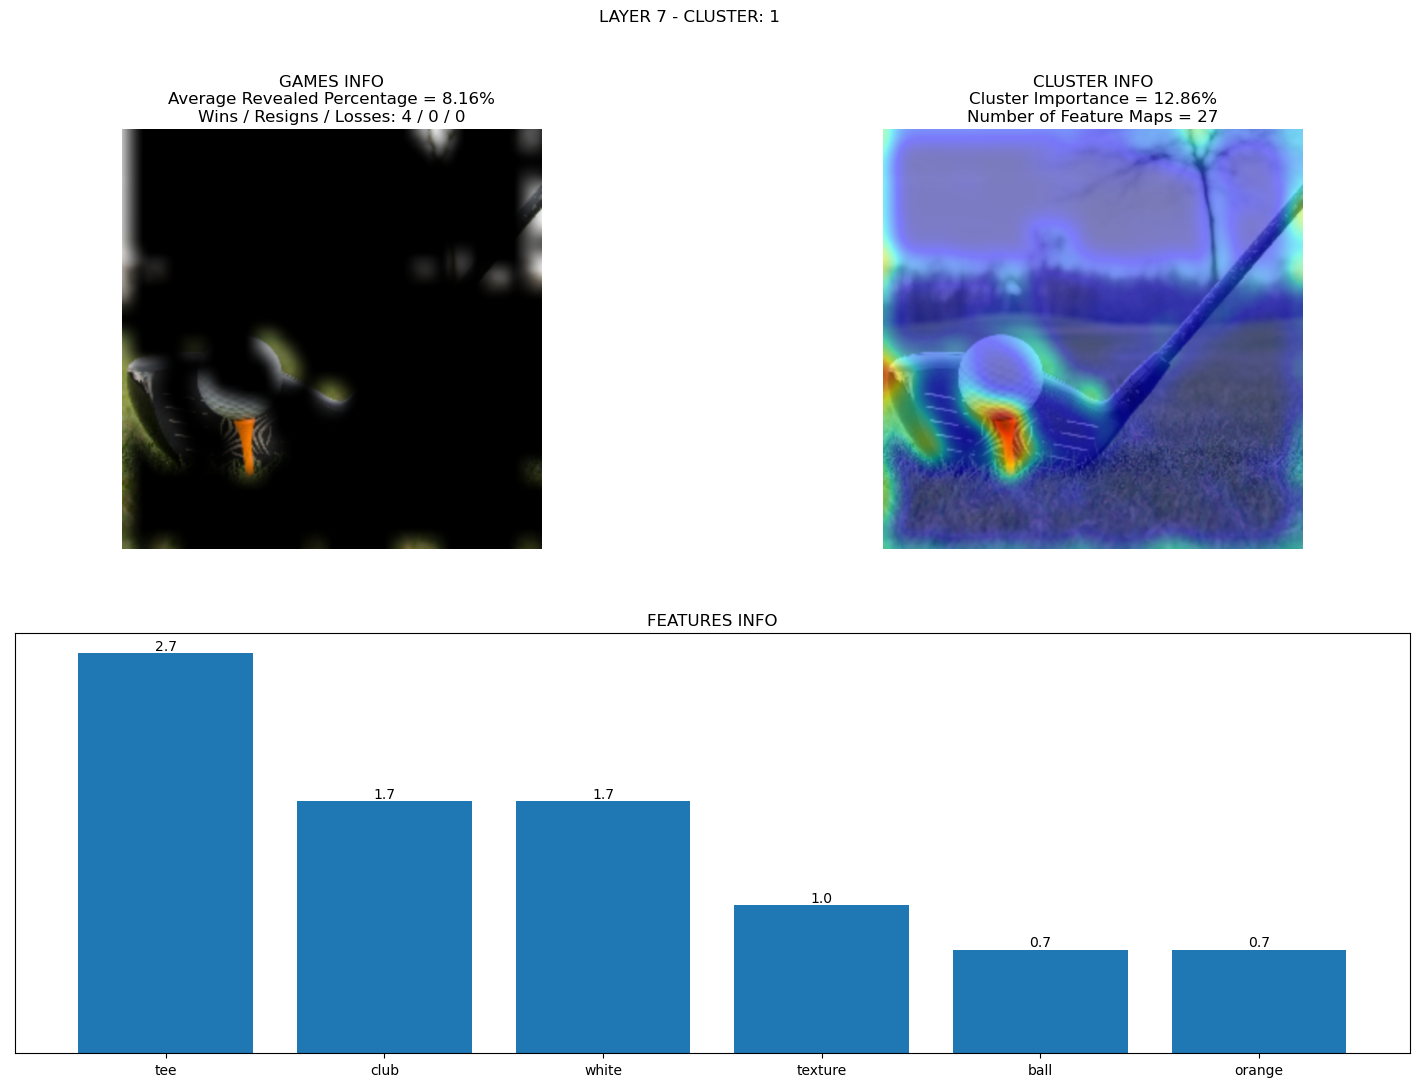 LAYER 7 - CLUSTER: 1
GAMES INFO
Average Revealed Percentage = 8.16%
Wins / Resigns / Losses: 4 / 0 / 0
CLUSTER INFO
Cluster Importance = 12.86%
Number of Feature Maps = 27
FEATURES INFO
2.7
1.7
1.7
1.0
0.7
0.7
tee
club
white
texture
ball
orange